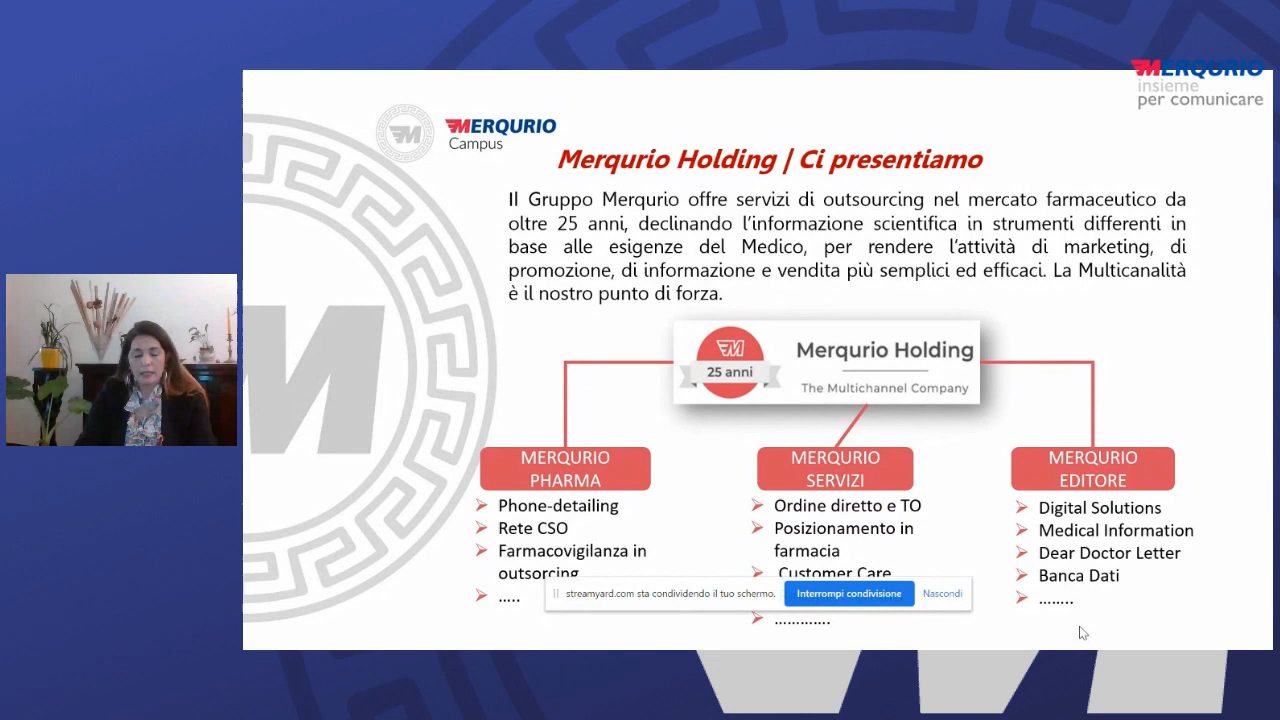 MERQURIO
insieme
per comunicare
MERQURIO
Campus
Merqurio Holding | Ci presentiamo
Il Gruppo Merqurio offre servizi di outsourcing nel mercato farmaceutico da
oltre 25 anni, declinando l'informazione scientifica in strumenti differenti in
base alle esigenze del Medico, per rendere l'attività di marketing, di
promozione, di informazione e vendita più semplici ed efficaci. La Multicanalità
è il nostro punto di forza.
M
25 anni
Merqurio Holding
The Multichannel Company
MERQURIO
PHARMA
Phone-detailing
Rete CSO
Farmacovigilanza in
outsorcing
…..
MERQURIO
SERVIZI
Ordine diretto e TO
Posizionamento in
farmacia
Customer Care
………….
MERQURIO
EDITORE
Digital Solutions
Medical Information
Dear Doctor Letter
Banca Dati
……..
streamyard.com sta condividendo il tuo schermo.
Interrompi condivisione
Nascondi